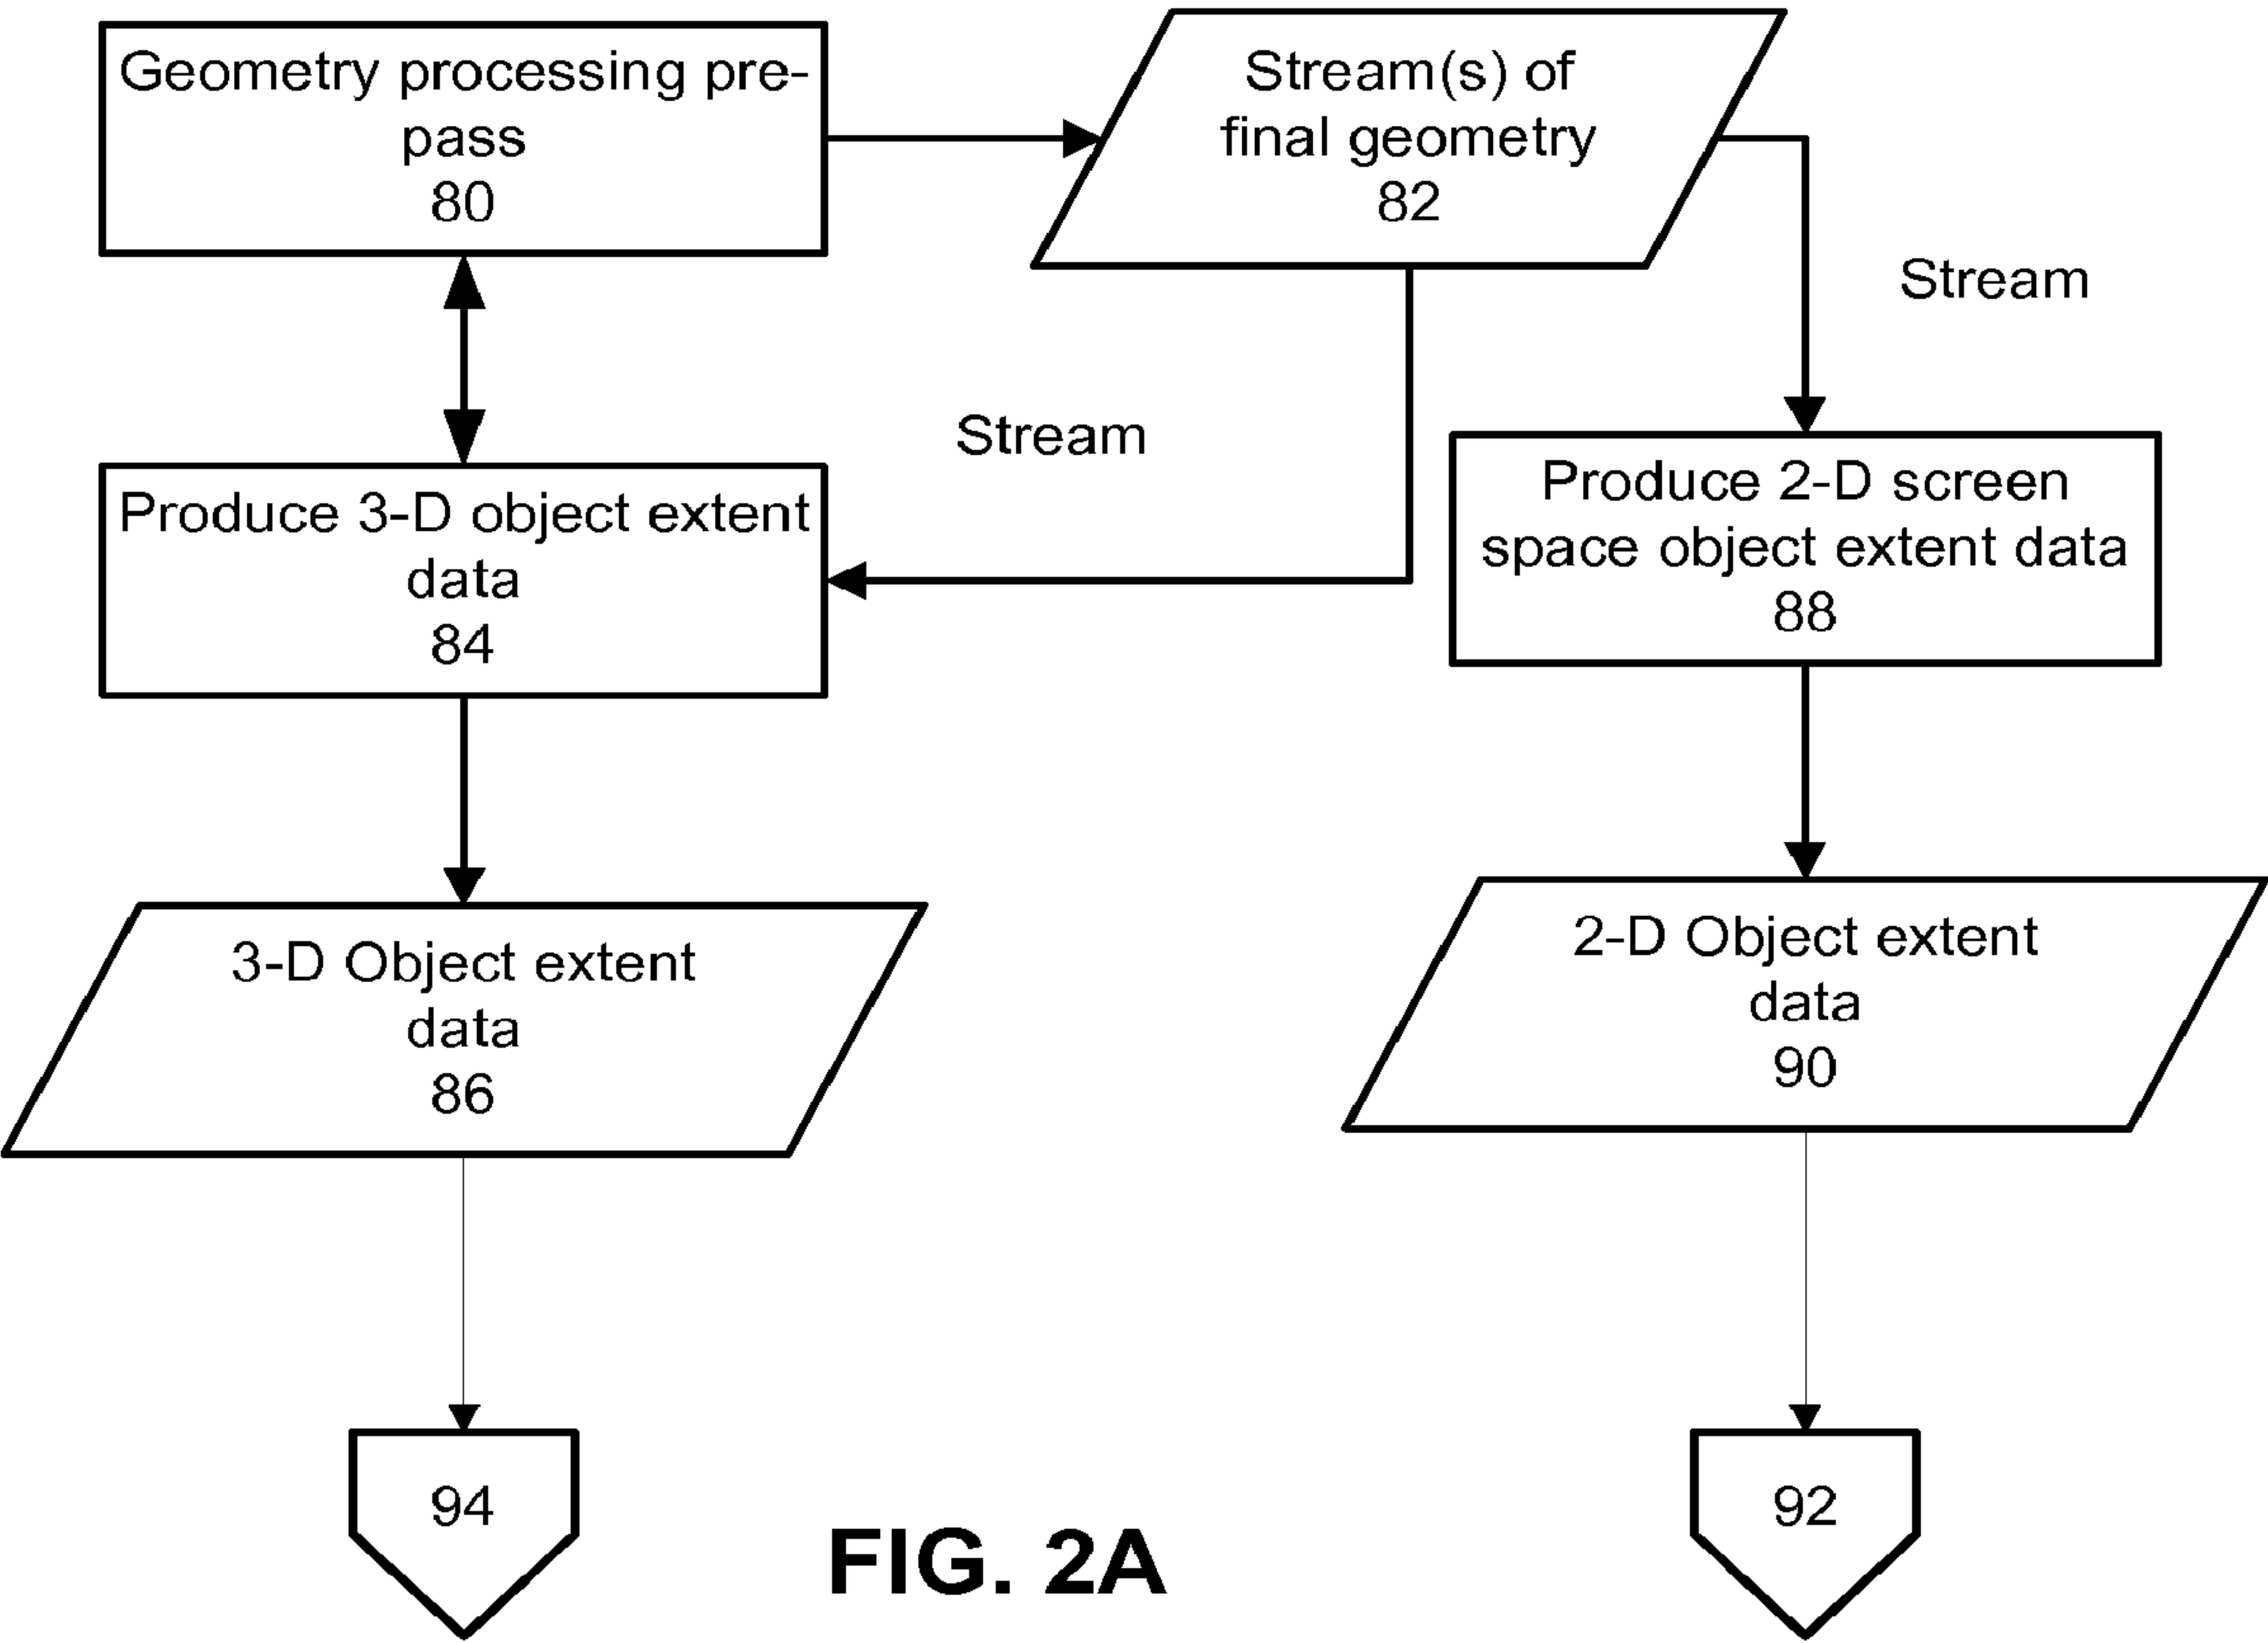 Geometry processing pre-
pass
80
Stream(s) of
final geometry
82
Stream
Stream
Produce 3-D object extent
data
84
Produce 2-D screen
space object extent data
88
3-D Object extent
data
86
2-D Object extent
data
90
94
92
FIG. 2A